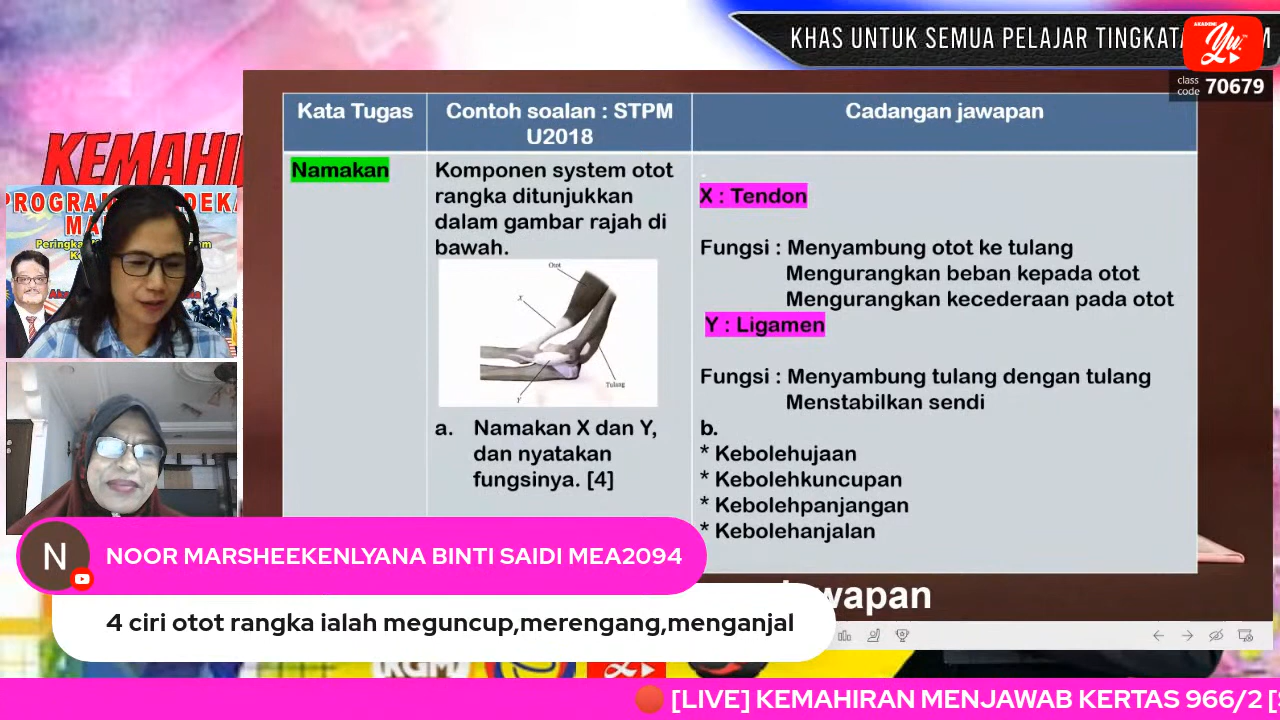 KHAS UNTUK SEMUA PELAJAR
AKADEMI
Yu.
class code 70679
KEMAHI
Kata Tugas
Contoh soalan : STPM
U2018
Cadangan jawapan
Namakan
Komponen system otot
rangka ditunjukkan
dalam gambar rajah di
bawah.
Otot
X
Tulang
Y
a. Namakan X dan Y,
dan nyatakan
fungsinya. [4]
X : Tendon
Fungsi : Menyambung otot ke tulang
Mengurangkan beban kepada otot
Mengurangkan kecederaan pada otot
Y : Ligamen
Fungsi : Menyambung tulang dengan tulang
Menstabilkan sendi
b.
* Kebolehujaan
* Kebolehkuncupan
* Kebolehpanjangan
* Kebolehanjalan
wapan
N
NOOR MARSHEEKENLYANA BINTI SAIDI MEA2094
4 ciri otot rangka ialah meguncup,merengang,menganjal
[LIVE] KEMAHIRAN MENJAWAB KERTAS 966/2